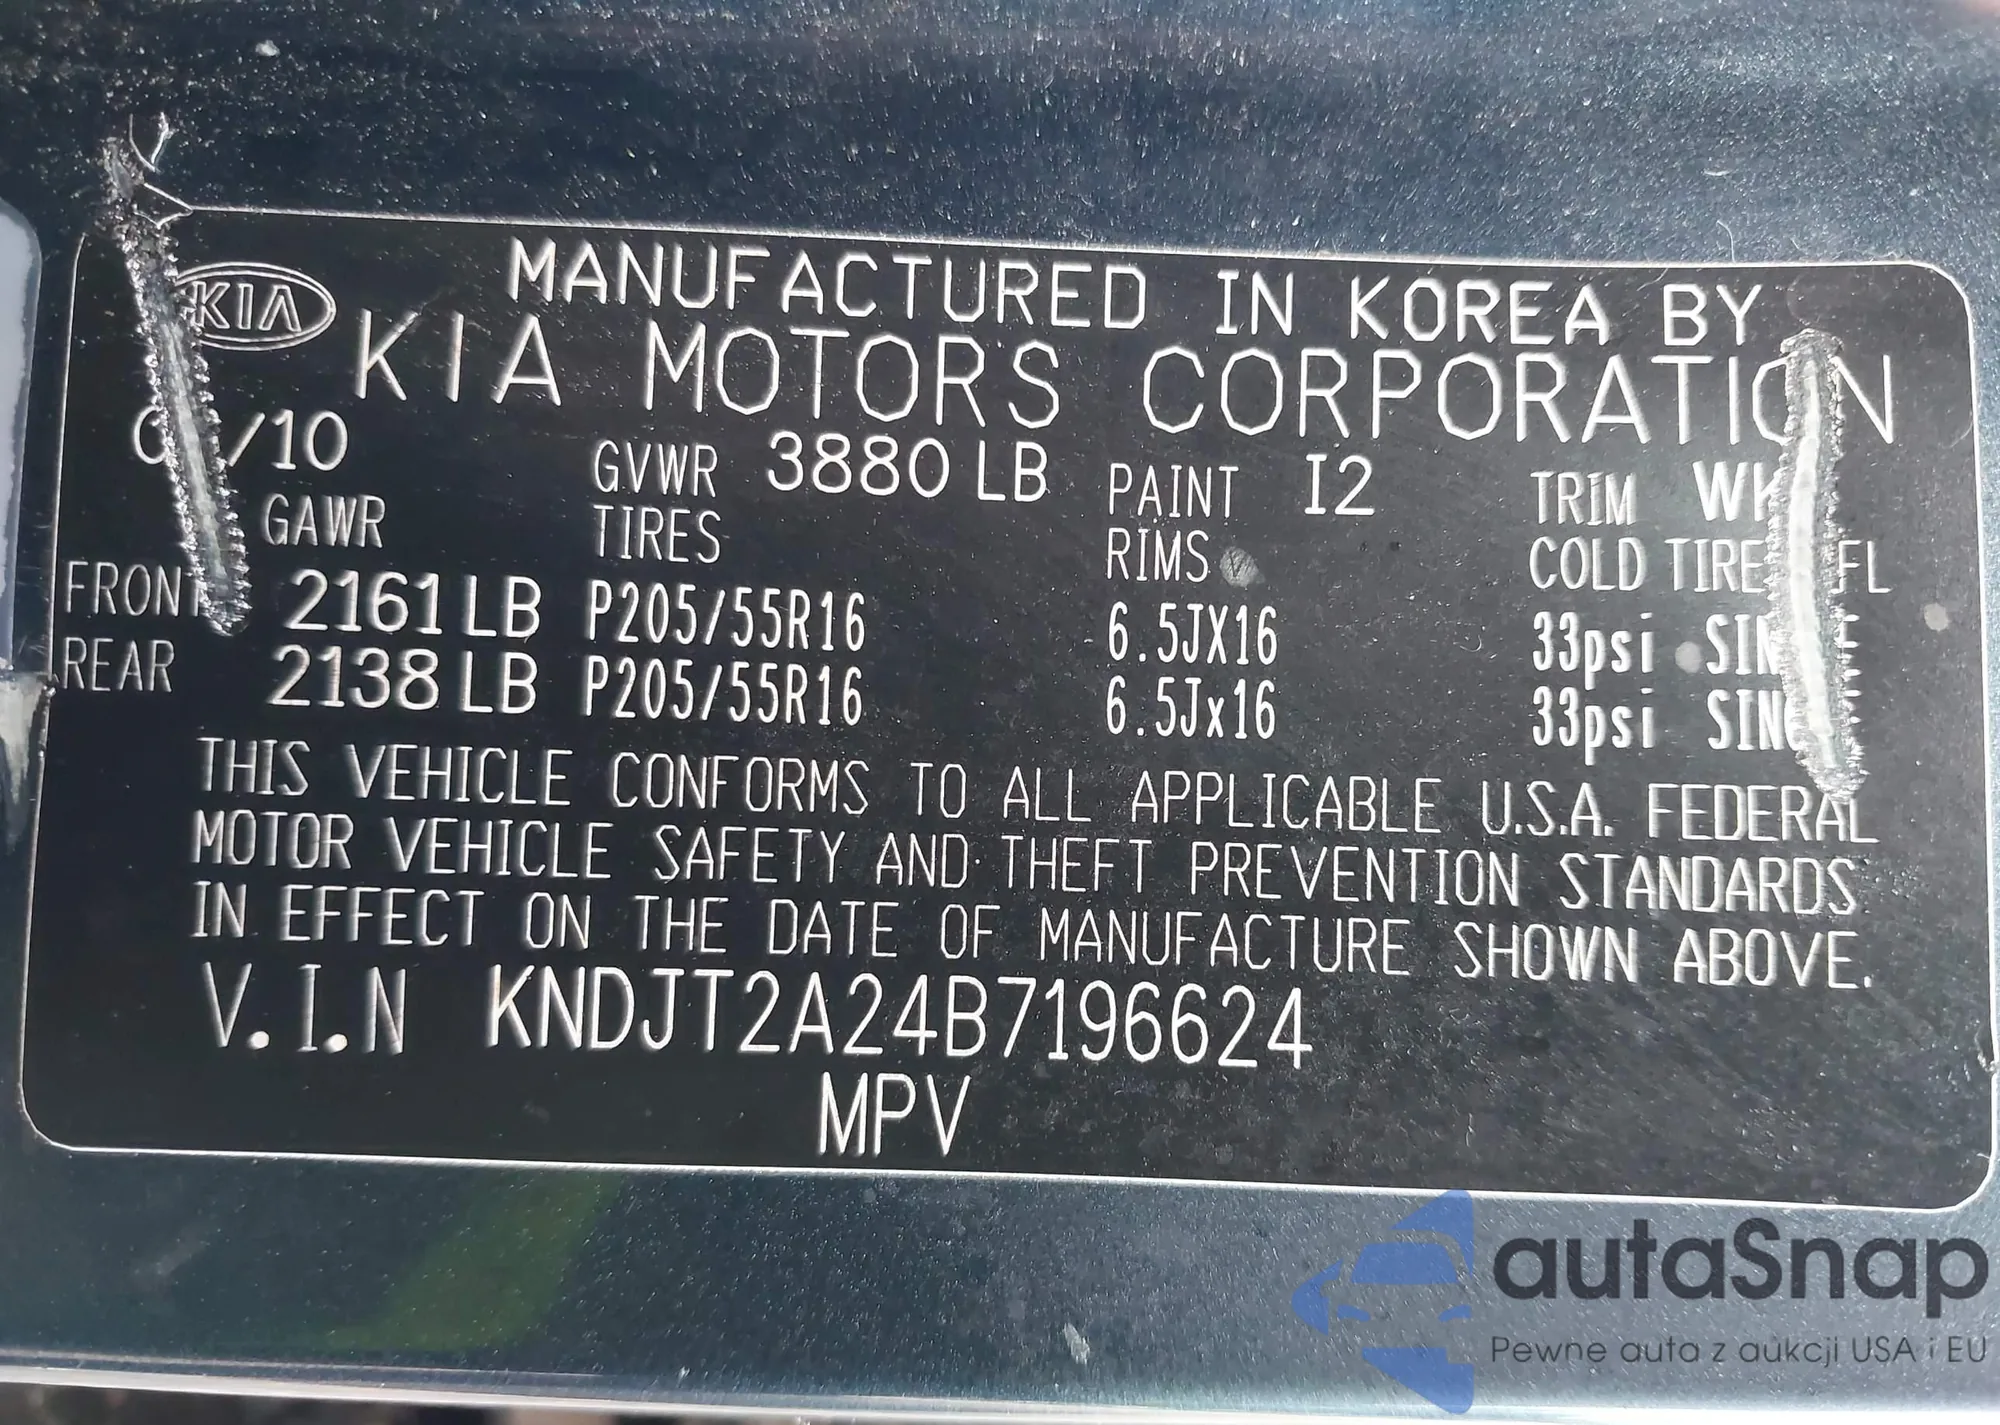 MANUFACTURED IN KOREA BY
KIA
KIA MOTORS CORPORATION
/10 GVWR 3880 LB PAINT I2 TRIM
GAWR TIRES RIMS COLD TIRE
FRONT 2161 LB P205/55R16 6.5JX16 33psi SINGLE
REAR 2138 LB P205/55R16 6.5Jx16 33psi SINGLE
THIS VEHICLE CONFORMS TO ALL APPLICABLE U.S.A. FEDERAL
MOTOR VEHICLE SAFETY AND THEFT PREVENTION STANDARDS
IN EFFECT ON THE DATE OF MANUFACTURE SHOWN ABOVE.
V.I.N KNDJT2A24B7196624
MPV
autaSnap
Pewne auta z aukcji USA i EU